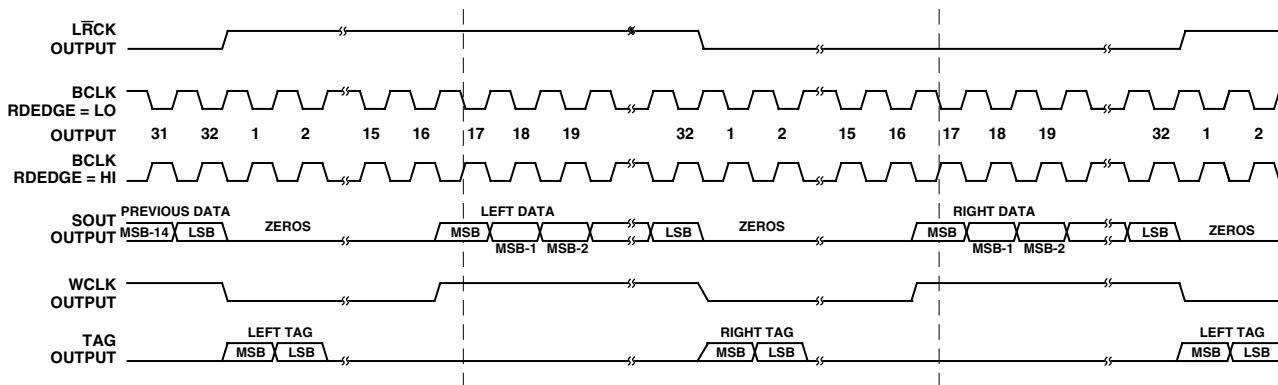 LR̅CK
OUTPUT
BCLK
RDEDGE = LO
OUTPUT 31 32 1 2 15 16 17 18 19 32 1 2 15 16 17 18 19 32 1 2
BCLK
RDEDGE = HI
SOUT
OUTPUT
PREVIOUS DATA LEFT DATA RIGHT DATA
MSB-14 LSB ZEROS MSB MSB-1 MSB-2 LSB ZEROS MSB MSB-1 MSB-2 LSB ZEROS
WCLK
OUTPUT
TAG
OUTPUT
LEFT TAG RIGHT TAG LEFT TAG
MSB LSB MSB LSB MSB LSB